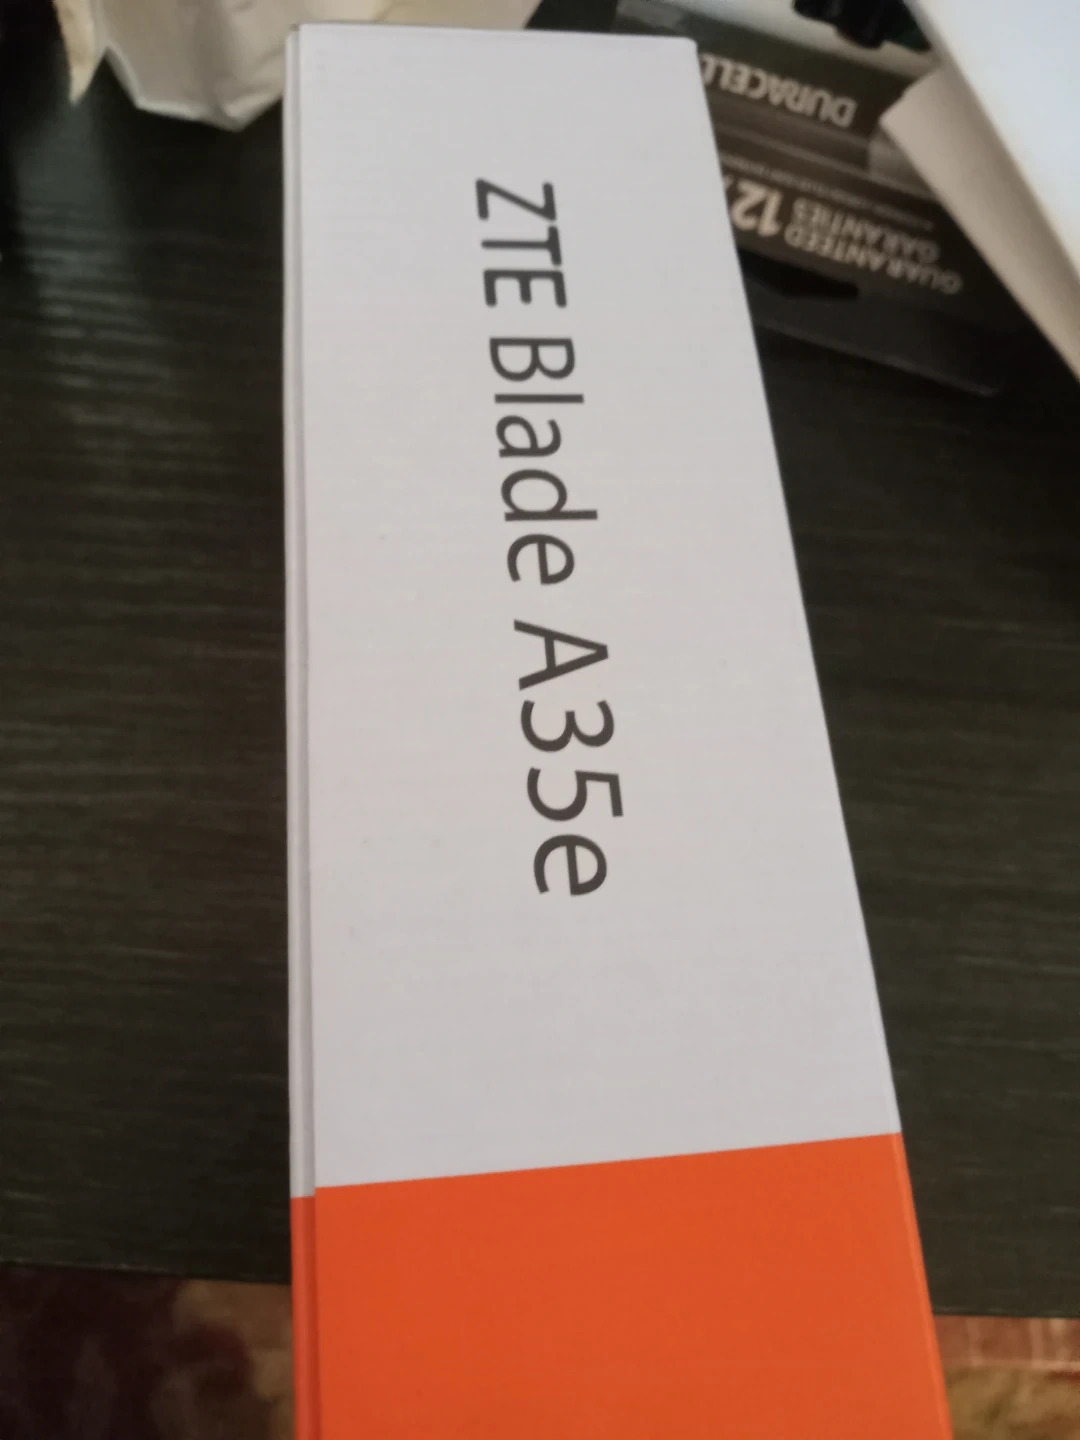 ZTE Blade A35e
DURACELL
GUARANTEED 12
GARANTIES